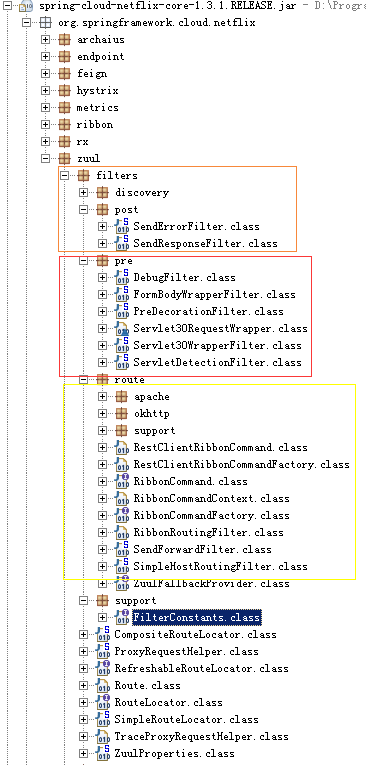 spring-cloud-netflix-core-1.3.1.RELEASE.jar - D:\Progra
org.springframework.cloud.netflix
archaius
endpoint
feign
hystrix
metrics
ribbon
rx
zuul
filters
discovery
post
SendErrorFilter.class
SendResponseFilter.class
pre
DebugFilter.class
FormBodyWrapperFilter.class
PreDecorationFilter.class
Servlet30RequestWrapper.class
Servlet30WrapperFilter.class
ServletDetectionFilter.class
route
apache
okhttp
support
RestClientRibbonCommand.class
RestClientRibbonCommandFactory.class
RibbonCommand.class
RibbonCommandContext.class
RibbonCommandFactory.class
RibbonRoutingFilter.class
SendForwardFilter.class
SimpleHostRoutingFilter.class
ZuulFallbackProvider.class
support
FilterConstants.class
CompositeRouteLocator.class
ProxyRequestHelper.class
RefreshableRouteLocator.class
Route.class
RouteLocator.class
SimpleRouteLocator.class
TraceProxyRequestHelper.class
ZuulProperties.class